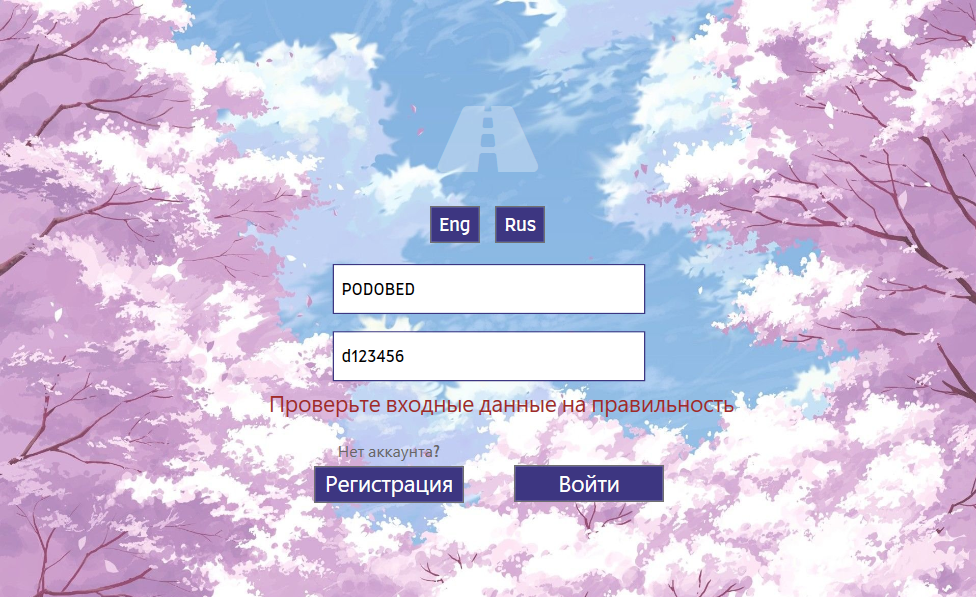 Eng Rus
PODOBED
d123456
Проверьте входные данные на правильность
Нет аккаунта?
Регистрация Войти